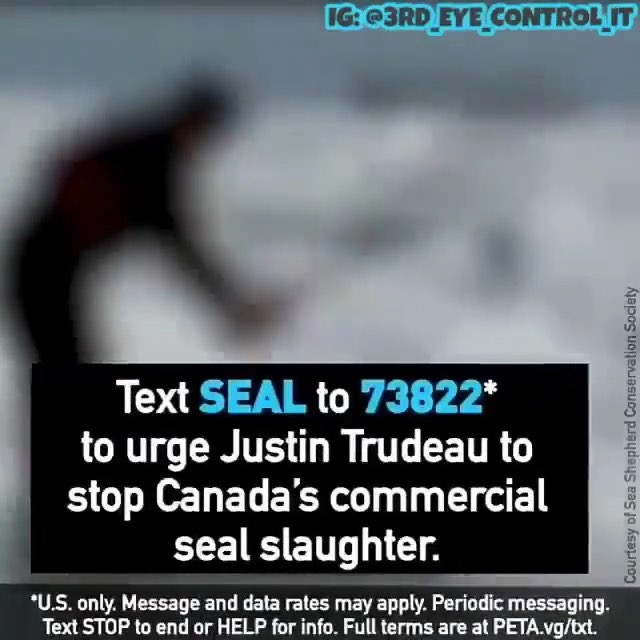 IG: @3RD_EYE_CONTROL_IT
Text SEAL to 73822*
to urge Justin Trudeau to
stop Canada's commercial
seal slaughter.
Courtesy of Sea Shepherd Conservation Society
*U.S. only. Message and data rates may apply. Periodic messaging.
Text STOP to end or HELP for info. Full terms are at PETA.vg/txt.